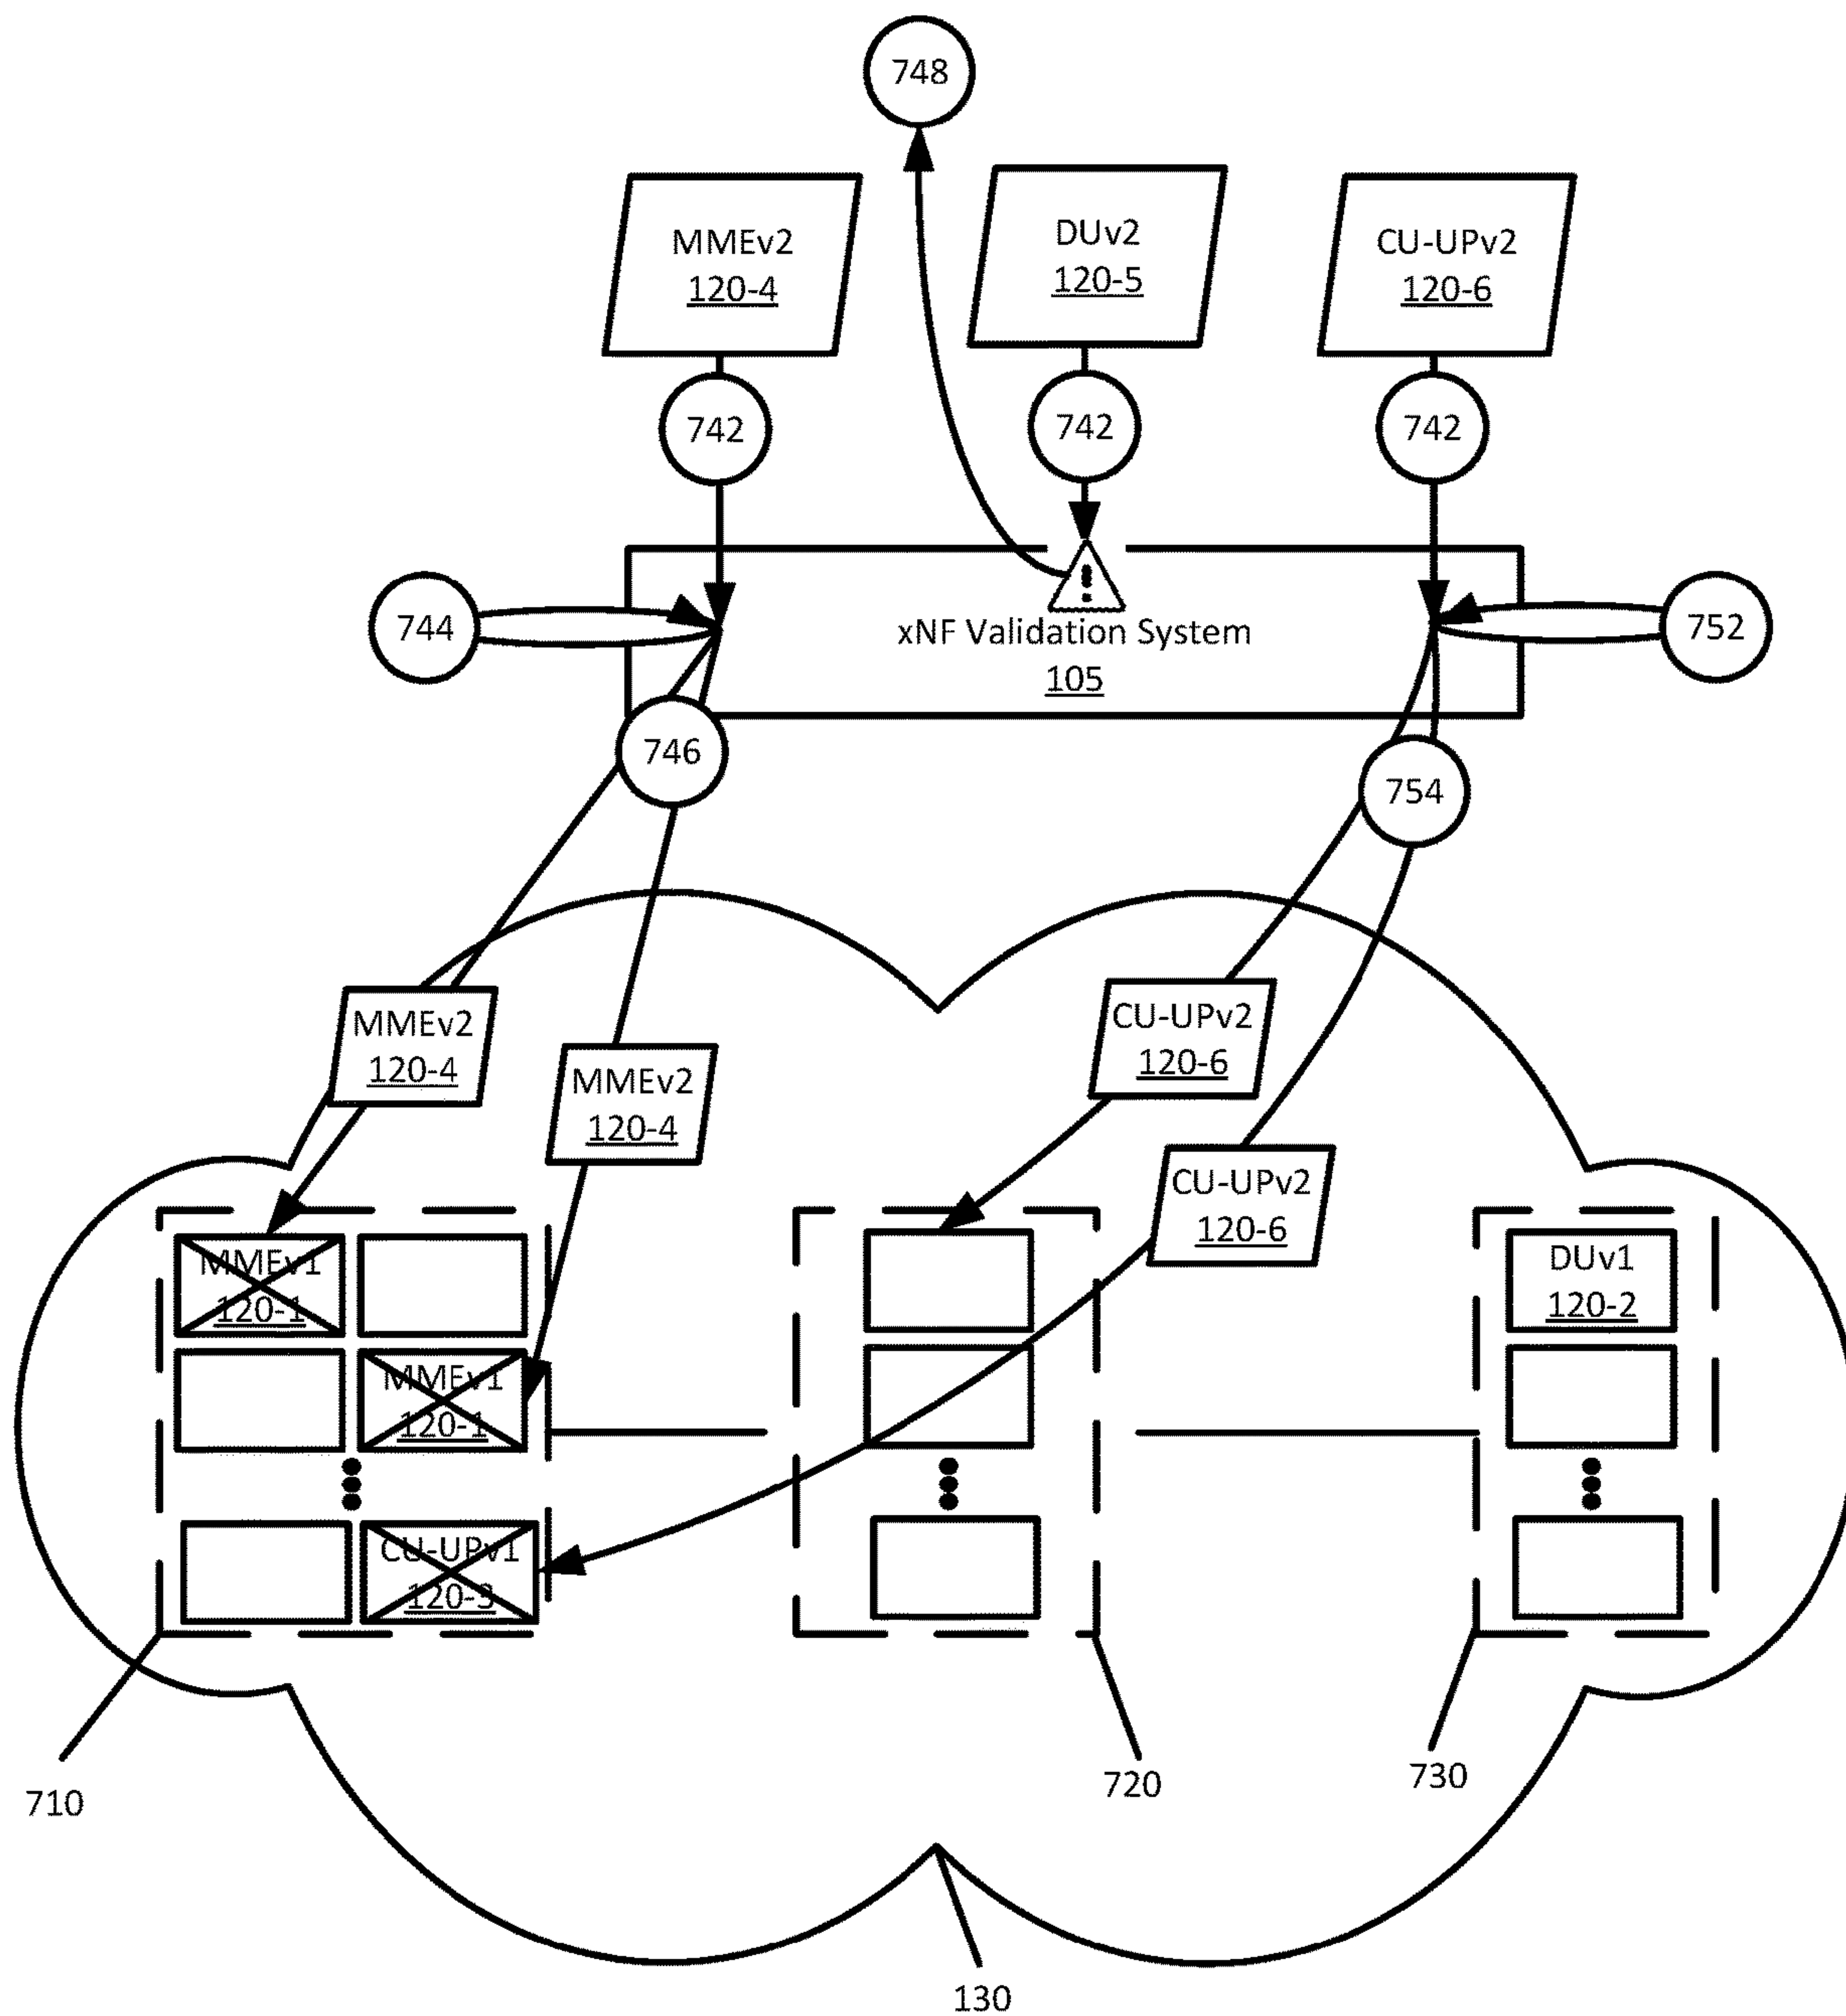 748
MMEv2
120-4
DUv2
120-5
CU-UPv2
120-6
742
742
742
744
xNF Validation System
105
752
746
754
MMEv2
120-4
MMEv2
120-4
CU-UPv2
120-6
CU-UPv2
120-6
MMEv1
120-1
MMEv1
120-1
CU-UPv1
120-3
DUv1
120-2
710
720
730
130